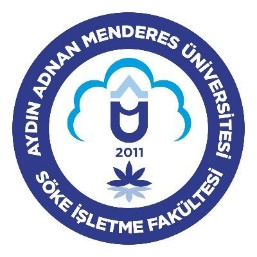 AYDIN ADNAN MENDERES ÜNİVERSİTESİ
2011
SÖKE İŞLETME FAKÜLTESİ